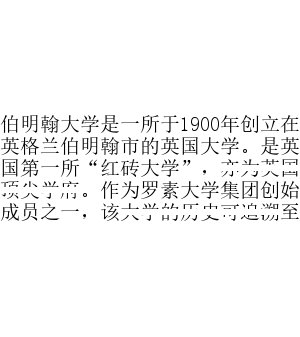 伯明翰大学是一所于1900年创立在
英格兰伯明翰市的英国大学。是英
国第一所“红砖大学”，亦为英国
顶尖学府。作为罗素大学集团创始
成员之一，该大学的历史可追溯至